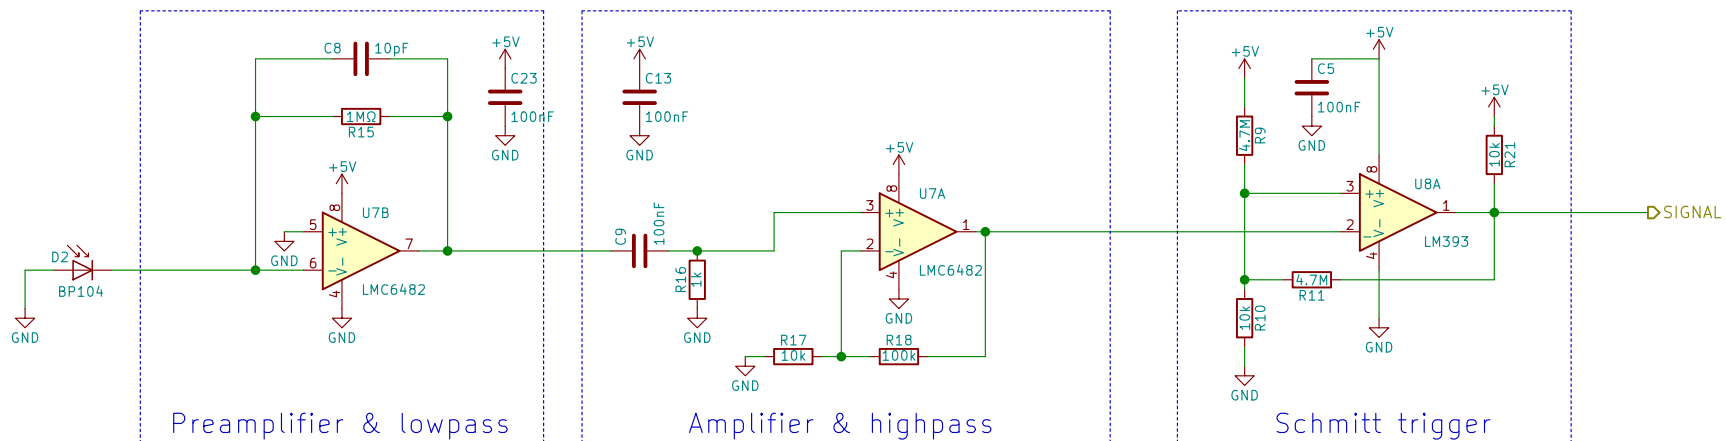 D2
BP104
GND
C8
10pF
1MΩ
R15
+5V
C23
100nF
GND
+5V
U7B
8
5
+
V+
GND
6
-
V-
7
4
LMC6482
GND
Preamplifier & lowpass
+5V
C13
100nF
GND
C9
100nF
R16
1k
GND
+5V
U7A
8
3
+
V+
2
-
V-
1
4
LMC6482
GND
R17
10k
GND
R18
100k
Amplifier & highpass
+5V
4.7M
R9
+5V
C5
100nF
GND
8
U8A
3
+
V+
2
-
V-
1
4
LM393
GND
+5V
10k
R21
4.7M
R11
10k
R10
GND
SIGNAL
Schmitt trigger